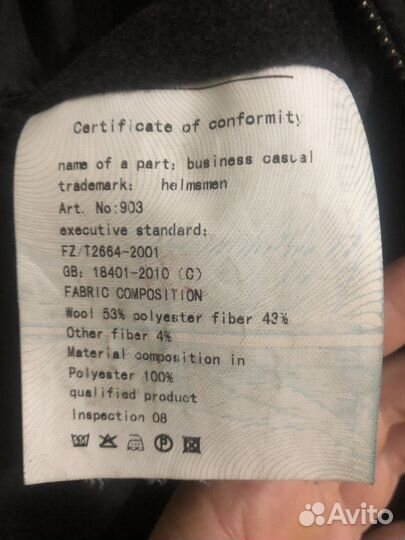 Certificate of conformity
name of a part: business casual
trademark: helmsmen
Art. No:903
executive standard:
FZ/T2664-2001
GB: 18401-2010 (C)
FABRIC COMPOSITION
Wool 53% polyester fiber 43%
Other fiber 4%
Material composition in
Polyester 100%
qualified product
Inspection 08
P
Avito